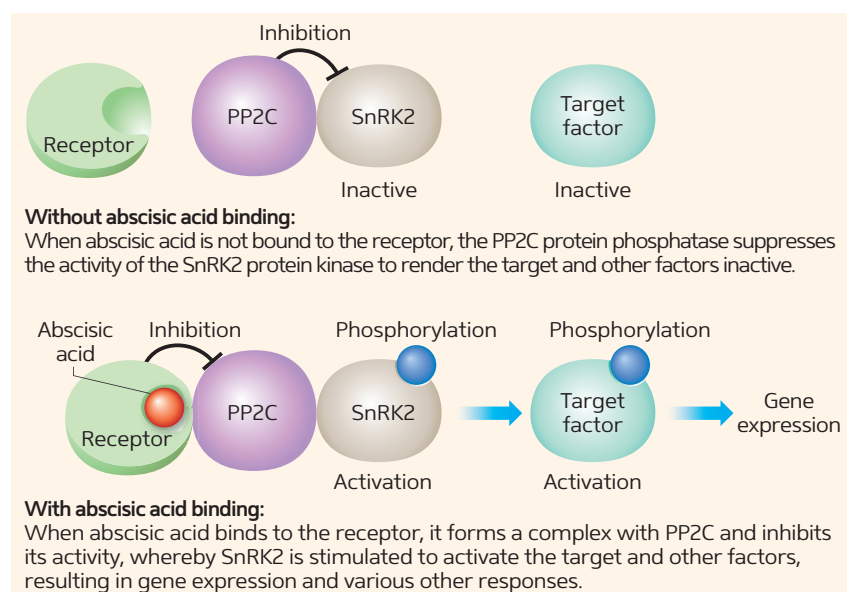 Inhibition
Receptor
PP2C
SnRK2
Target
factor
Inactive
Inactive
Without abscisic acid binding:
When abscisic acid is not bound to the receptor, the PP2C protein phosphatase suppresses
the activity of the SnRK2 protein kinase to render the target and other factors inactive.
Abscisic
acid
Inhibition
Phosphorylation
Phosphorylation
Receptor
PP2C
SnRK2
Target
factor
Gene
expression
Activation
Activation
With abscisic acid binding:
When abscisic acid binds to the receptor, it forms a complex with PP2C and inhibits
its activity, whereby SnRK2 is stimulated to activate the target and other factors,
resulting in gene expression and various other responses.